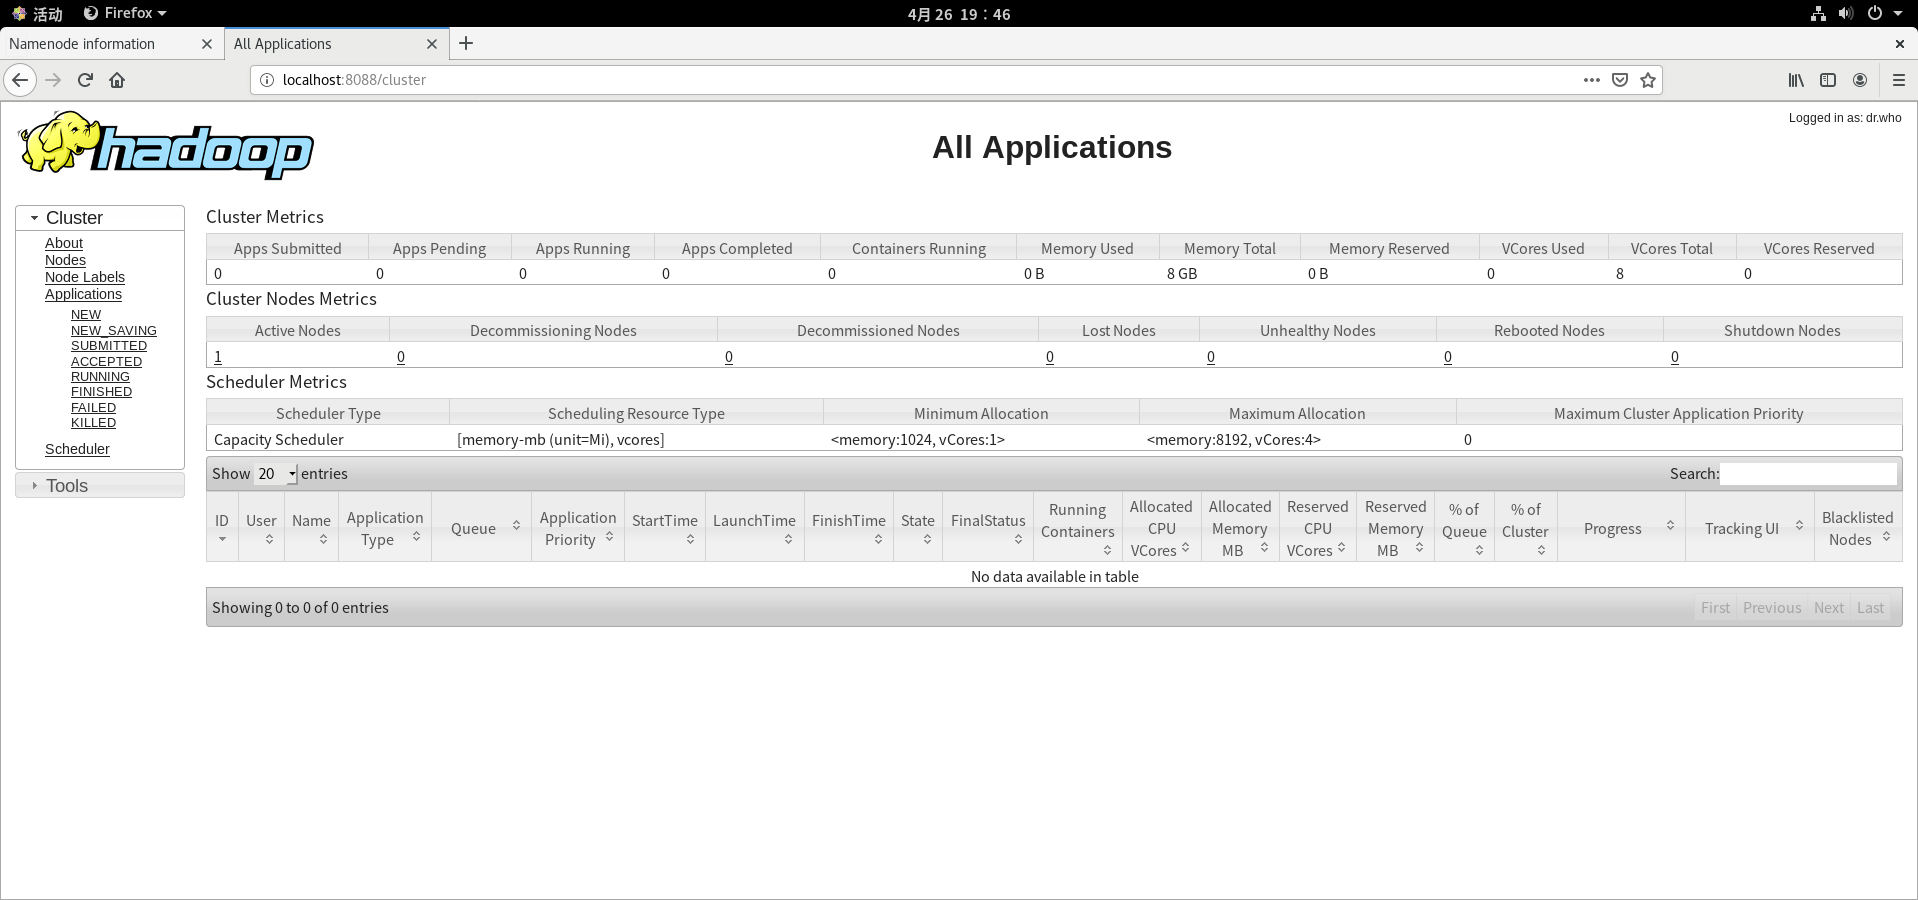 活动 Firefox 4月 26 19：46
Namenode information All Applications
localhost:8088/cluster
Logged in as: dr.who
hadoop All Applications
Cluster
About
Nodes
Node Labels
Applications
NEW
NEW_SAVING
SUBMITTED
ACCEPTED
RUNNING
FINISHED
FAILED
KILLED
Scheduler
Tools
Cluster Metrics
Apps Submitted Apps Pending Apps Running Apps Completed Containers Running Memory Used Memory Total Memory Reserved VCores Used VCores Total VCores Reserved
0 0 0 0 0 0 B 8 GB 0 B 0 8 0
Cluster Nodes Metrics
Active Nodes Decommissioning Nodes Decommissioned Nodes Lost Nodes Unhealthy Nodes Rebooted Nodes Shutdown Nodes
1 0 0 0 0 0 0
Scheduler Metrics
Scheduler Type Scheduling Resource Type Minimum Allocation Maximum Allocation Maximum Cluster Application Priority
Capacity Scheduler [memory-mb (unit=Mi), vcores] <memory:1024, vCores:1> <memory:8192, vCores:4> 0
Show 20 entries Search:
ID User Name Application Type Queue Application Priority StartTime LaunchTime FinishTime State FinalStatus Running Containers Allocated CPU VCores Allocated Memory MB Reserved CPU VCores Reserved Memory MB % of Queue % of Cluster Progress Tracking UI Blacklisted Nodes
No data available in table
Showing 0 to 0 of 0 entries First Previous Next Last